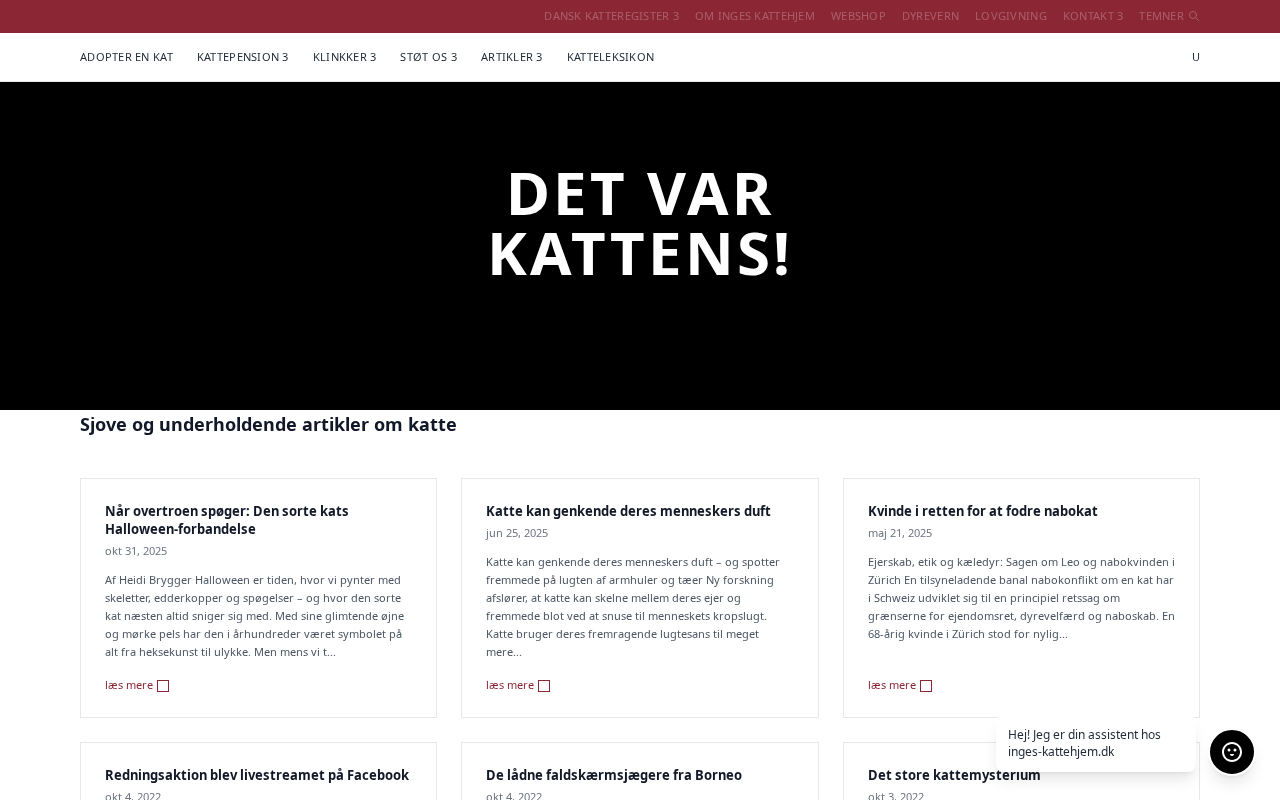 DANSK KATTEREGISTER 3 OM INGES KATTEHJEM WEBSHOP DYREVERN LOVGIVNING KONTAKT 3 TEMNER
ADOPTER EN KAT KATTEPENSION 3 KLINKKER 3 STØT OS 3 ARTIKLER 3 KATTELEKSIKON U
DET VAR
KATTENS!
Sjove og underholdende artikler om katte
Når overtroen spøger: Den sorte kats
Halloween-forbandelse
okt 31, 2025
Af Heidi Brygger Halloween er tiden, hvor vi pynter med
skeletter, edderkopper og spøgelser – og hvor den sorte
kat næsten altid sniger sig med. Med sine glimtende øjne
og mørke pels har den i århundreder været symbolet på
alt fra heksekunst til ulykke. Men mens vi t...
læs mere
Katte kan genkende deres menneskers duft
jun 25, 2025
Katte kan genkende deres menneskers duft – og spotter
fremmede på lugten af armhuler og tæer Ny forskning
afslører, at katte kan skelne mellem deres ejer og
fremmede blot ved at snuse til menneskets kropslugt.
Katte bruger deres fremragende lugtesans til meget
mere...
læs mere
Kvinde i retten for at fodre nabokat
maj 21, 2025
Ejerskab, etik og kæledyr: Sagen om Leo og nabokvinden i
Zürich En tilsyneladende banal nabokonflikt om en kat har
i Schweiz udviklet sig til en principiel retssag om
grænserne for ejendomsret, dyrevelfærd og naboskab. En
68-årig kvinde i Zürich stod for nylig...
læs mere
Hej! Jeg er din assistent hos
inges-kattehjem.dk
Redningsaktion blev livestreamet på Facebook
okt 4, 2022
De lådne faldskærmsjægere fra Borneo
okt 4, 2022
Det store kattemysterium
okt 3, 2022